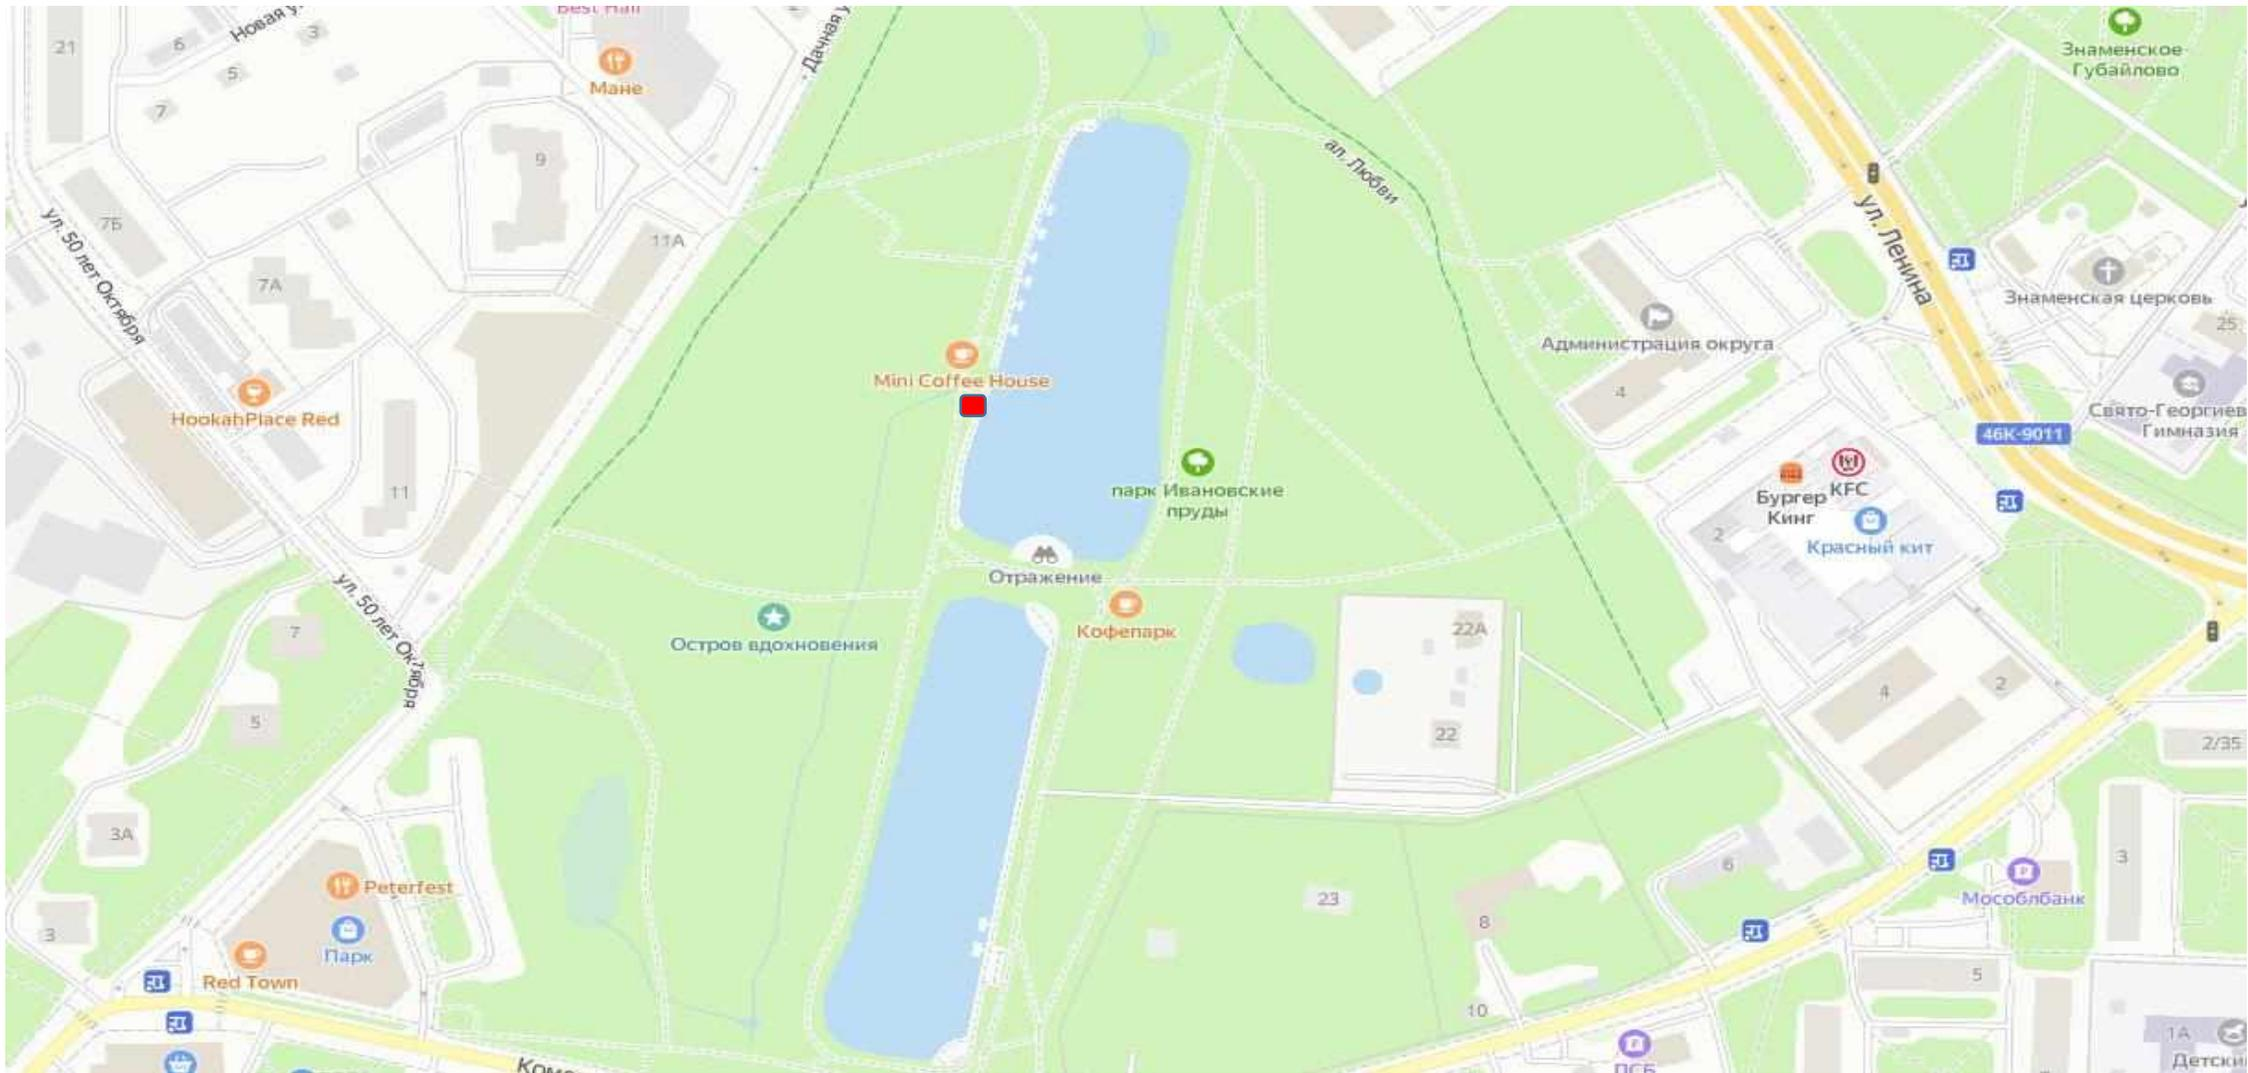 Best Hall
Новая у
21
6
3
5
7
Мане
Дачная у
Знаменское
Губайлово
9
ал. Любви
ул. 50 лет Октября
7Б
11А
ул. Ленина
7А
Знаменская церковь
Администрация округа
25
Mini Coffee House
4
HookahPlace Red
46К-9011
Свято-Георгиев
Гимназия
11
парк Ивановские
пруды
Бургер
Кинг
KFC
2
Красный кит
Отражение
ул. 50 лет Октября
7
Остров вдохновения
Кофепарк
22А
4
2
5
22
2/35
3А
6
3
Peterfest
Мособлбанк
23
8
3
Парк
Red Town
5
10
1А
Детски
ПСБ
Комс